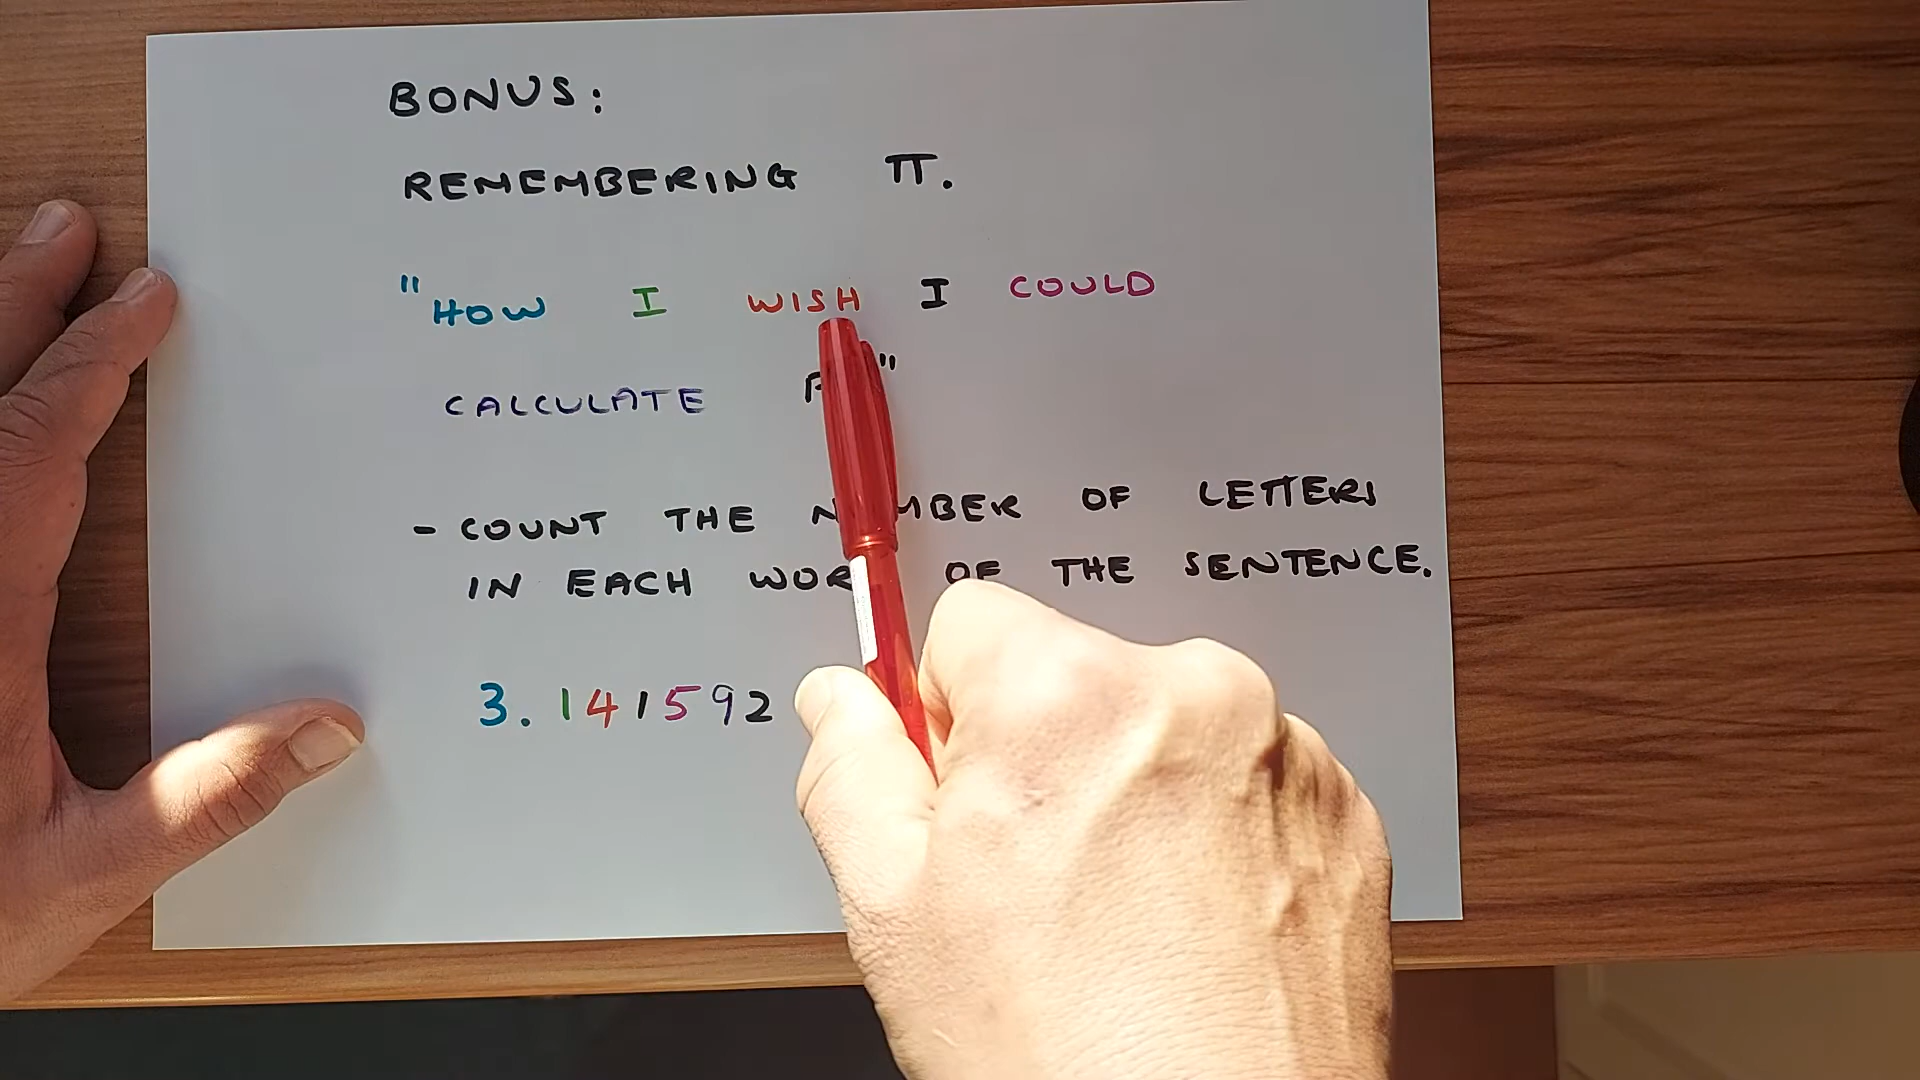 BONUS:
REMEMBERING π.
"HOW I WISH I COULD
CALCULATE "
- COUNT THE OF LETTERS
IN EACH OF THE SENTENCE.
3.141592